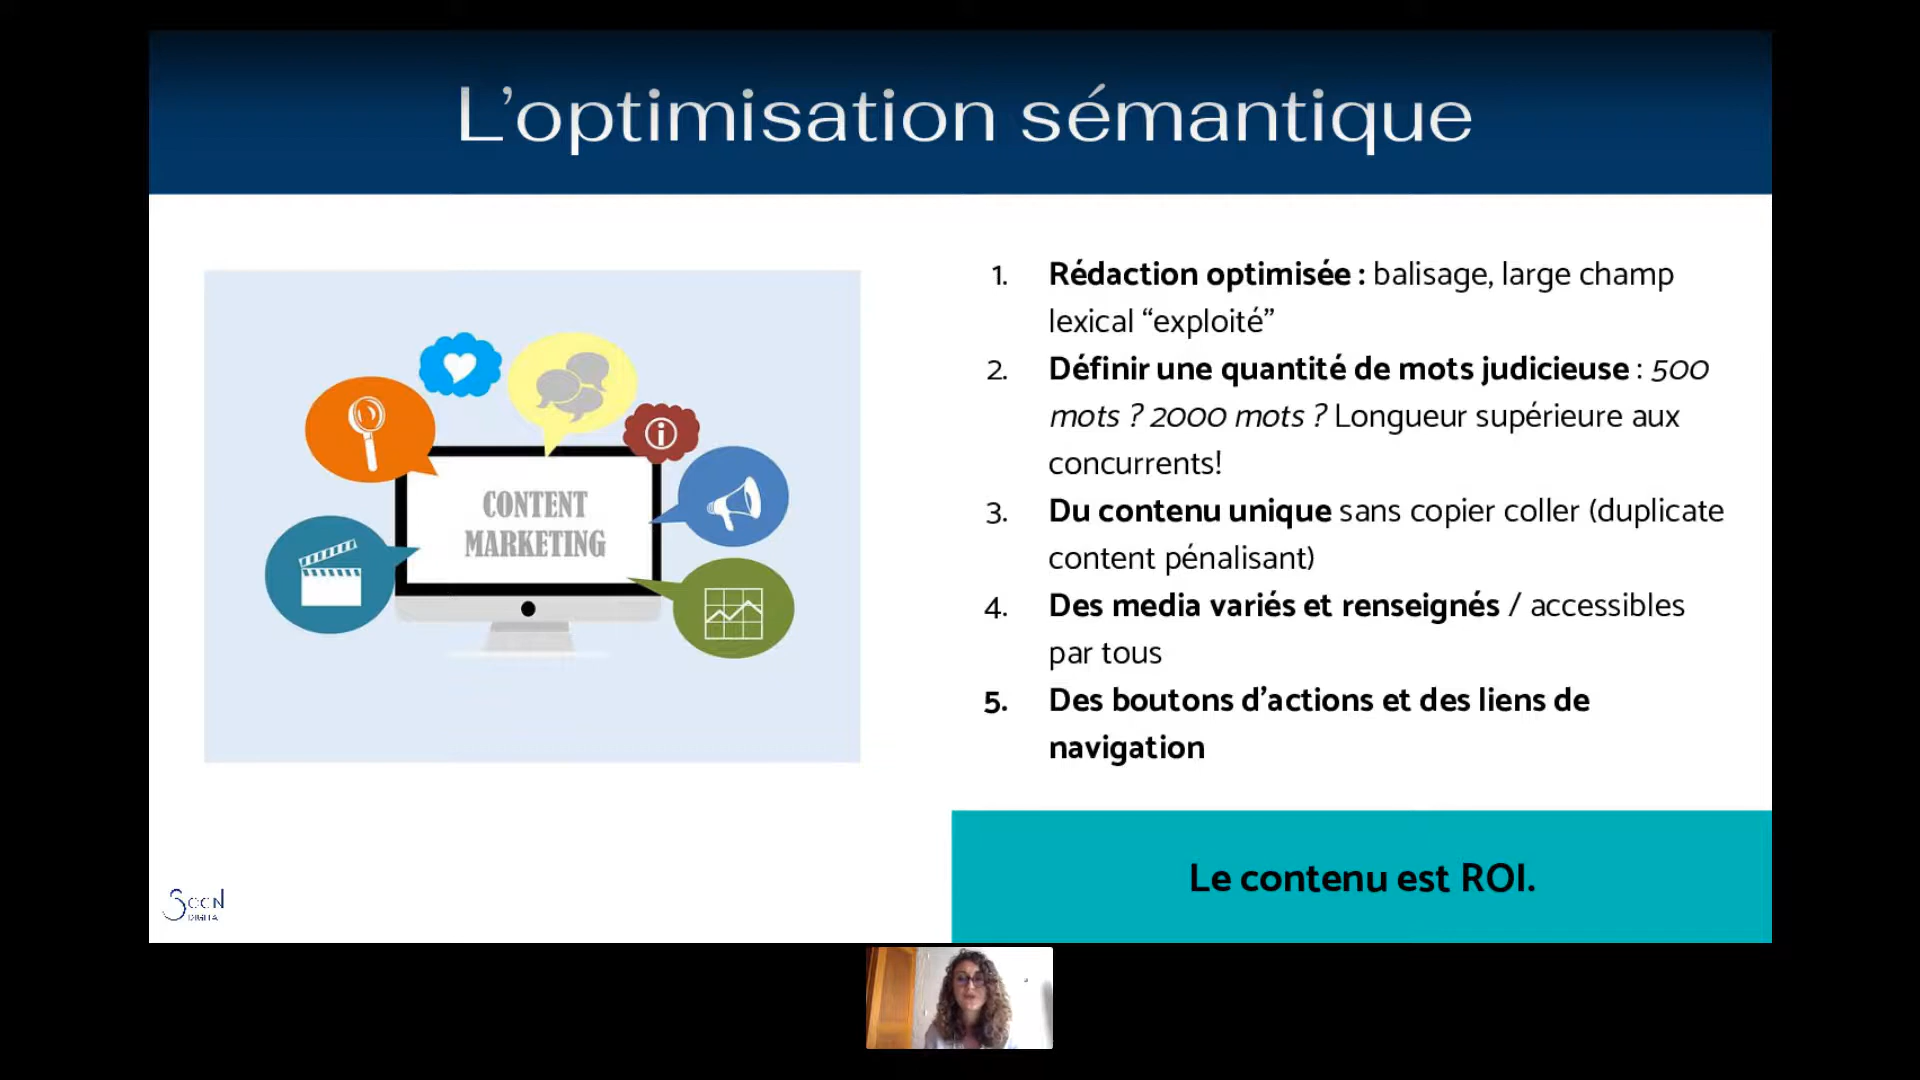 L’optimisation sémantique
CONTENT
MARKETING
1. Rédaction optimisée : balisage, large champ
lexical “exploité”
2. Définir une quantité de mots judicieuse : 500
mots ? 2000 mots ? Longueur supérieure aux
concurrents!
3. Du contenu unique sans copier coller (duplicate
content pénalisant)
4. Des media variés et renseignés / accessibles
par tous
5. Des boutons d’actions et des liens de
navigation
Le contenu est ROI.